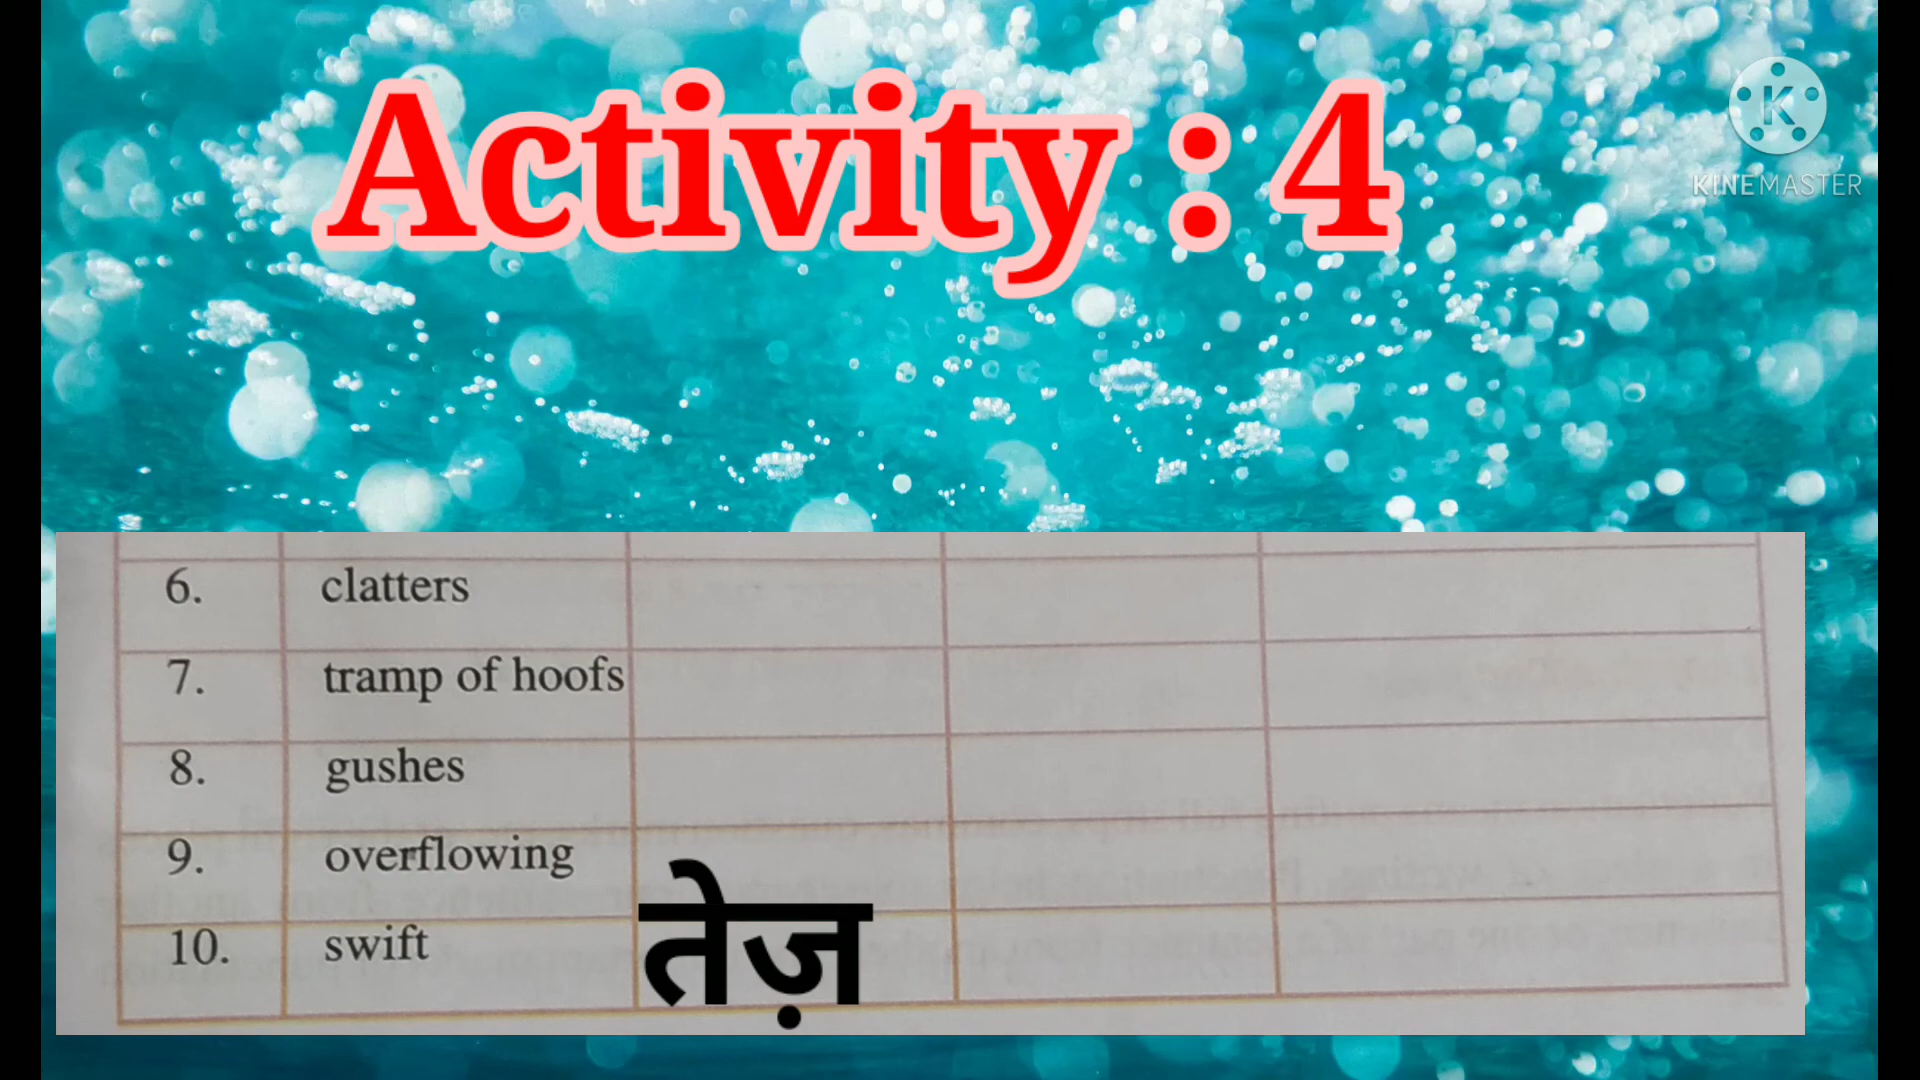 Activity : 4
KINEMASTER
6. clatters
7. tramp of hoofs
8. gushes
9. overflowing
10. swift तेज़